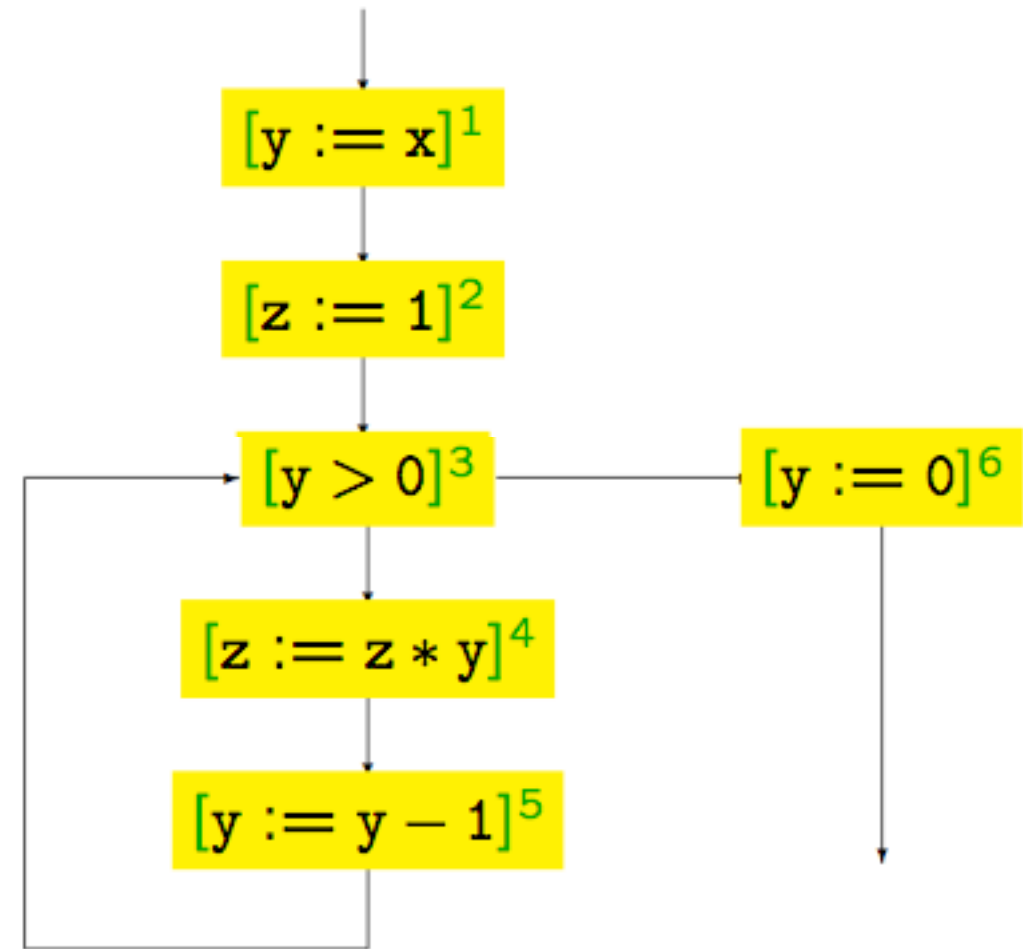 [y := x]¹
[z := 1]²
[y > 0]³
[y := 0]⁶
[z := z * y]⁴
[y := y − 1]⁵